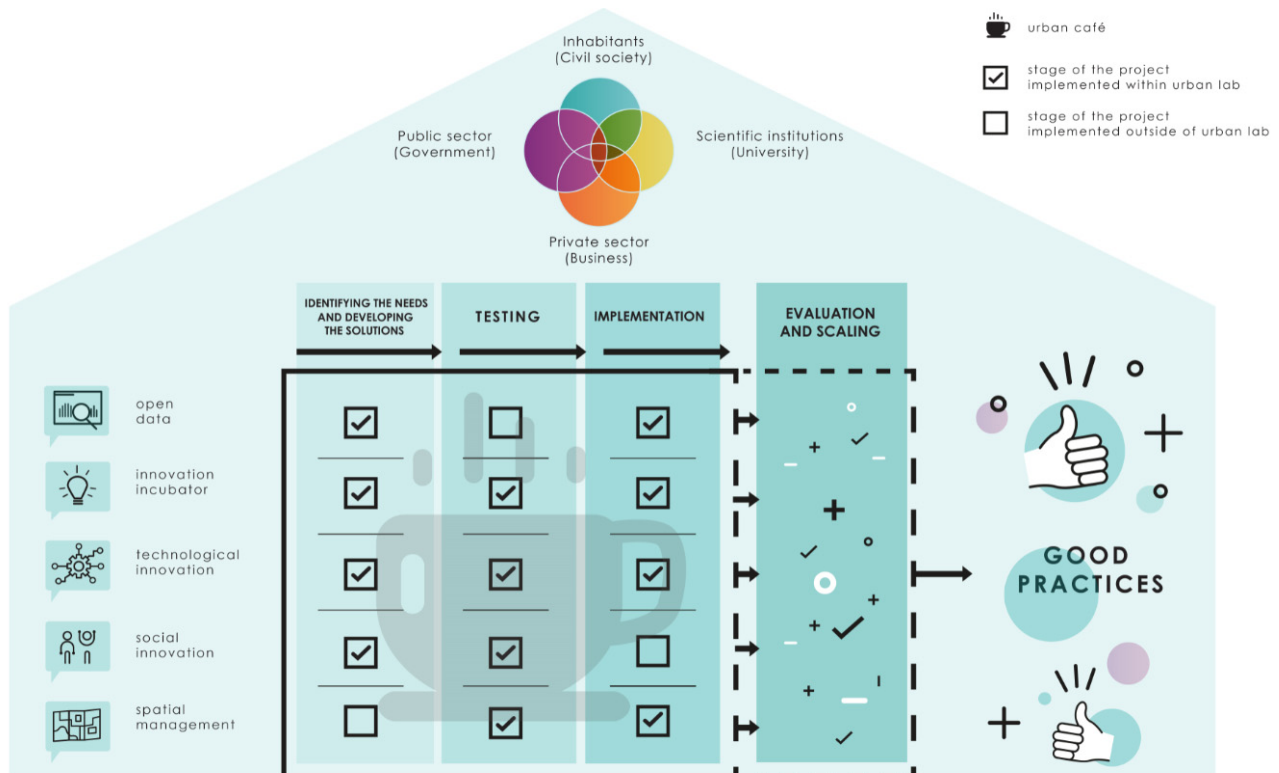 Inhabitants
(Civil society)
Public sector
(Government)
Scientific institutions
(University)
Private sector
(Business)
urban café
stage of the project
implemented within urban lab
stage of the project
implemented outside of urban lab
IDENTIFYING THE NEEDS
AND DEVELOPING
THE SOLUTIONS
TESTING
IMPLEMENTATION
EVALUATION
AND SCALING
open
data
innovation
incubator
technological
innovation
social
innovation
spatial
management
GOOD
PRACTICES